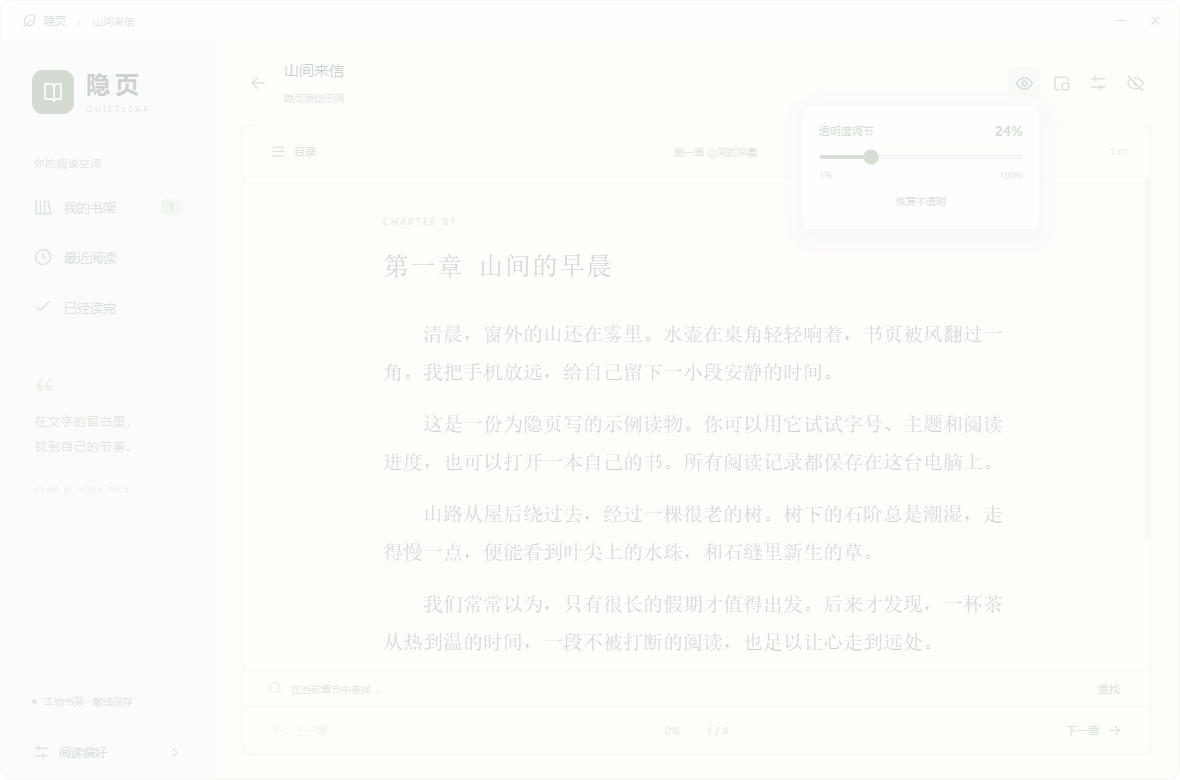 隐页 / 山间来信
隐页
QUIETLEAF
你的阅读空间
我的书架 1
最近阅读
已经读完
“
在文字的留白里，
找到自己的节奏。
READ AT YOUR PACE
本地书架 · 离线保存
阅读偏好
山间来信
隐页原创示例
透明度调节 24%
1% 100%
恢复不透明
目录
第一章 山间的早晨
TXT
CHAPTER 01
第一章 山间的早晨
清晨，窗外的山还在雾里。水壶在桌角轻轻响着，书页被风翻过一
角。我把手机放远，给自己留下一小段安静的时间。
这是一份为隐页写的示例读物。你可以用它试试字号、主题和阅读
进度，也可以打开一本自己的书。所有阅读记录都保存在这台电脑上。
山路从屋后绕过去，经过一棵很老的树。树下的石阶总是潮湿，走
得慢一点，便能看到叶尖上的水珠，和石缝里新生的草。
我们常常以为，只有很长的假期才值得出发。后来才发现，一杯茶
从热到温的时间，一段不被打断的阅读，也足以让心走到远处。
在当前章节中查找...
查找
上一章
0% · 1 / 4
下一章